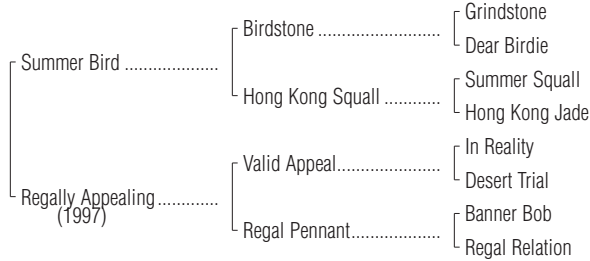 Grindstone
Birdstone ..........................
Dear Birdie
Summer Bird ....................
Summer Squall
Hong Kong Squall ............
Hong Kong Jade
In Reality
Valid Appeal......................
Desert Trial
Regally Appealing.............
(1997)
Banner Bob
Regal Pennant...................
Regal Relation